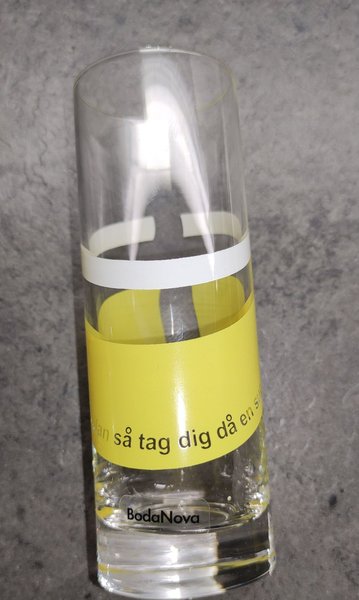 så tag dig då en
BodaNova